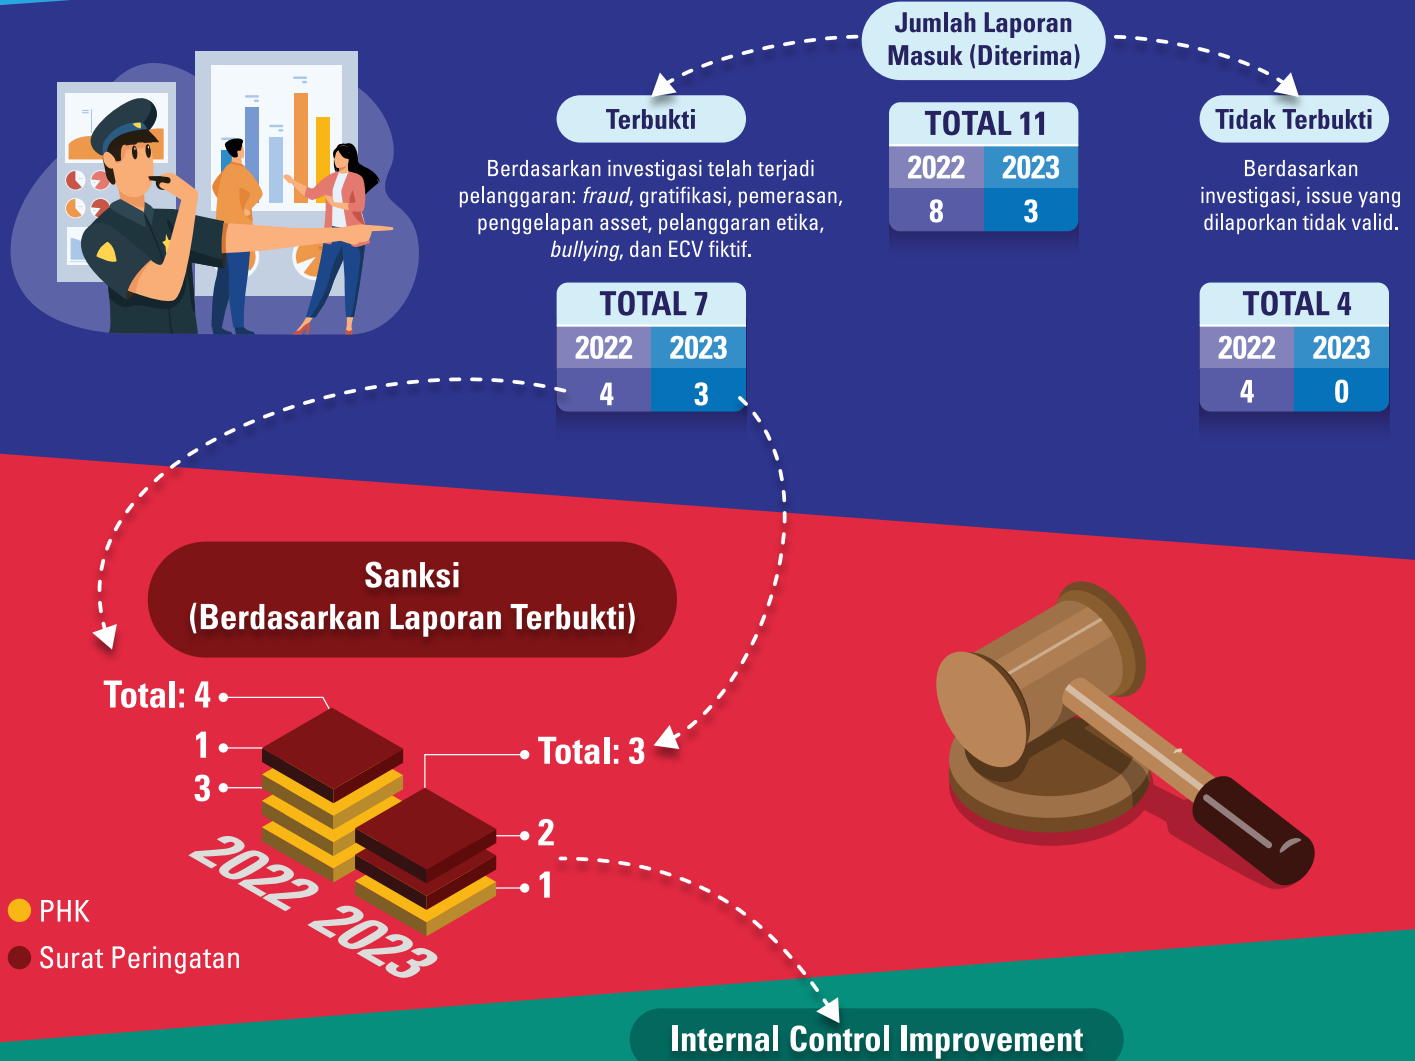 Jumlah Laporan
Masuk (Diterima)
TOTAL 11
2022 2023
8 3
Terbukti
Berdasarkan investigasi telah terjadi
pelanggaran: fraud, gratifikasi, pemerasan,
penggelapan asset, pelanggaran etika,
bullying, dan ECV fiktif.
TOTAL 7
2022 2023
4 3
Tidak Terbukti
Berdasarkan
investigasi, issue yang
dilaporkan tidak valid.
TOTAL 4
2022 2023
4 0
Sanksi
(Berdasarkan Laporan Terbukti)
Total: 4
1
3
Total: 3
2
1
2022
2023
PHK
Surat Peringatan
Internal Control Improvement